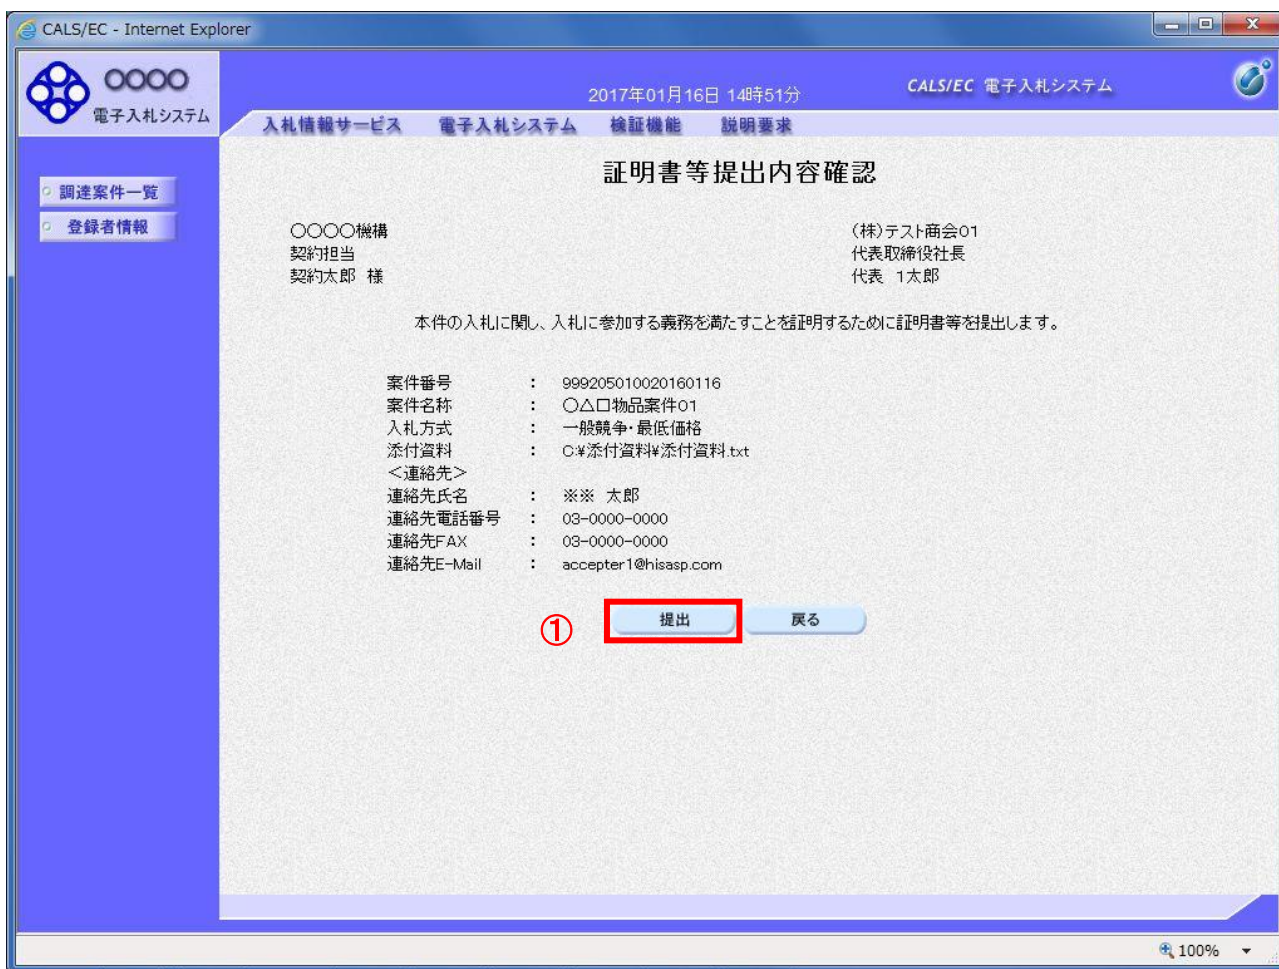 CALS/EC - Internet Explorer
○○○○
電子入札システム
2017年01月16日 14時51分
CALS/EC 電子入札システム
入札情報サービス 電子入札システム 検証機能 説明要求
調達案件一覧
登録者情報
証明書等提出内容確認
○○○○機構
契約担当
契約太郎 様
(株)テスト商会01
代表取締役社長
代表 1太郎
本件の入札に関し、入札に参加する義務を満たすことを証明するために証明書等を提出します。
案件番号 : 999205010020160116
案件名称 : ○△□物品案件01
入札方式 : 一般競争・最低価格
添付資料 : C:¥添付資料¥添付資料.txt
<連絡先>
連絡先氏名 : ※※ 太郎
連絡先電話番号 : 03-0000-0000
連絡先FAX : 03-0000-0000
連絡先E-Mail : accepter1@hisasp.com
① 提出 戻る
100%